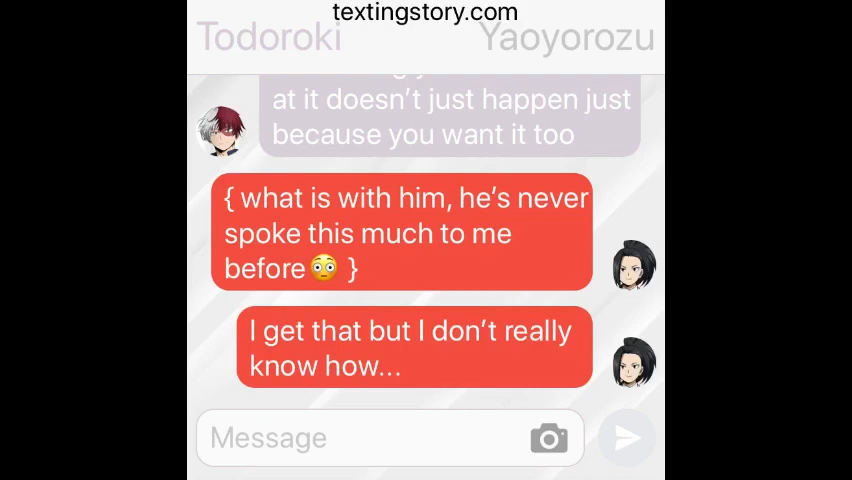 textingstory.com
Todoroki Yaoyorozu
at it doesn't just happen just
because you want it too
{ what is with him, he's never
spoke this much to me
before😳 }
I get that but I don't really
know how...
Message